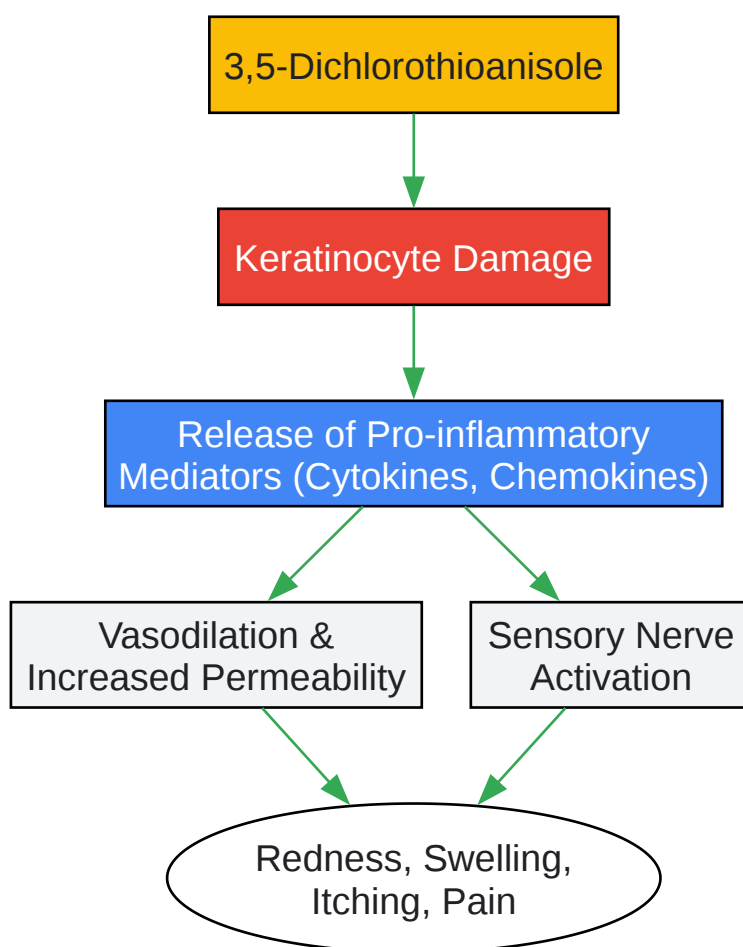 3,5-Dichlorothioanisole
Keratinocyte Damage
Release of Pro-inflammatory
Mediators (Cytokines, Chemokines)
Vasodilation &
Increased Permeability
Sensory Nerve
Activation
Redness, Swelling,
Itching, Pain